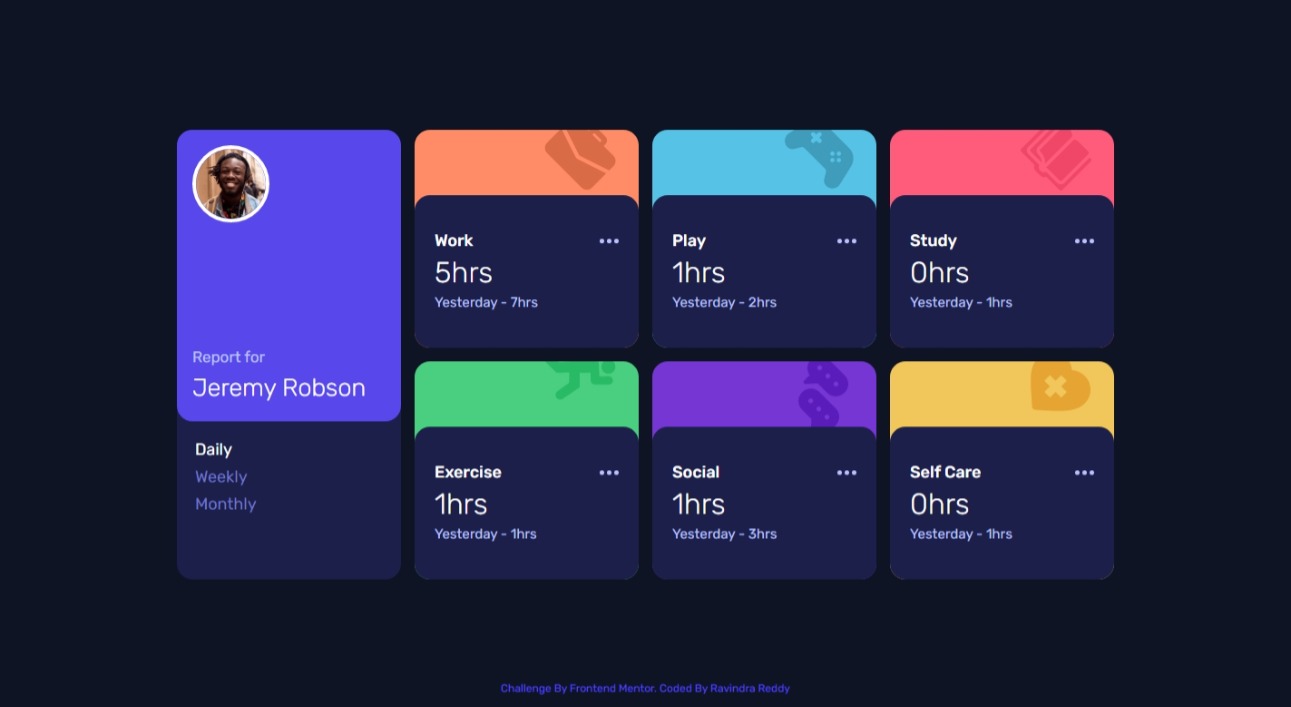 Report for
Jeremy Robson
Daily
Weekly
Monthly
Work
5hrs
Yesterday - 7hrs
Play
1hrs
Yesterday - 2hrs
Study
0hrs
Yesterday - 1hrs
Exercise
1hrs
Yesterday - 1hrs
Social
1hrs
Yesterday - 3hrs
Self Care
0hrs
Yesterday - 1hrs
Challenge By Frontend Mentor. Coded By Ravindra Reddy